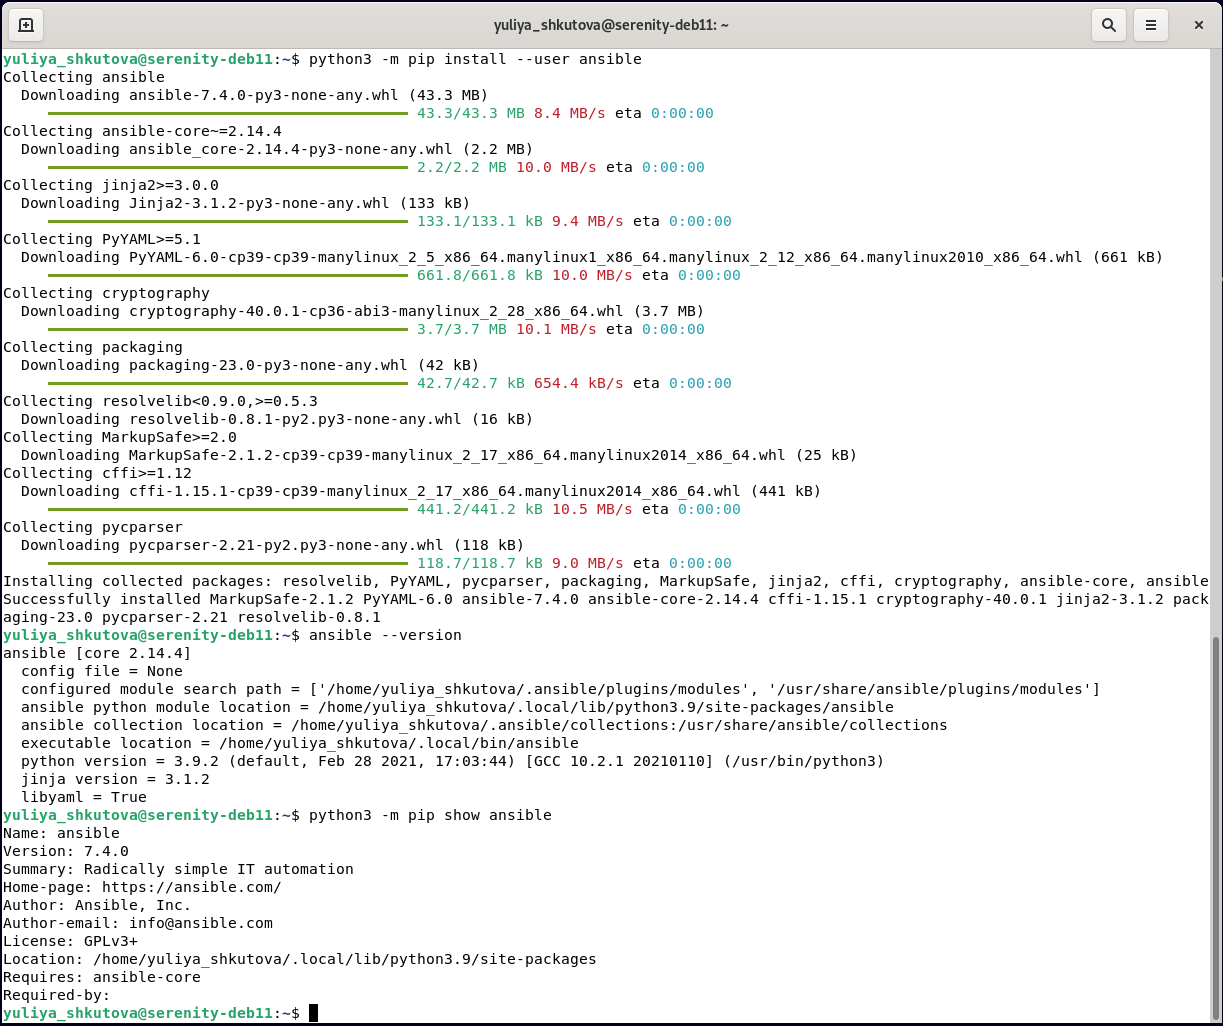 yuliya_shkutova@serenity-deb11: ~
yuliya_shkutova@serenity-deb11:~$ python3 -m pip install --user ansible
Collecting ansible
  Downloading ansible-7.4.0-py3-none-any.whl (43.3 MB)
     43.3/43.3 MB 8.4 MB/s eta 0:00:00
Collecting ansible-core~=2.14.4
  Downloading ansible_core-2.14.4-py3-none-any.whl (2.2 MB)
     2.2/2.2 MB 10.0 MB/s eta 0:00:00
Collecting jinja2>=3.0.0
  Downloading Jinja2-3.1.2-py3-none-any.whl (133 kB)
     133.1/133.1 kB 9.4 MB/s eta 0:00:00
Collecting PyYAML>=5.1
  Downloading PyYAML-6.0-cp39-cp39-manylinux_2_5_x86_64.manylinux1_x86_64.manylinux_2_12_x86_64.manylinux2010_x86_64.whl (661 kB)
     661.8/661.8 kB 10.0 MB/s eta 0:00:00
Collecting cryptography
  Downloading cryptography-40.0.1-cp36-abi3-manylinux_2_28_x86_64.whl (3.7 MB)
     3.7/3.7 MB 10.1 MB/s eta 0:00:00
Collecting packaging
  Downloading packaging-23.0-py3-none-any.whl (42 kB)
     42.7/42.7 kB 654.4 kB/s eta 0:00:00
Collecting resolvelib<0.9.0,>=0.5.3
  Downloading resolvelib-0.8.1-py2.py3-none-any.whl (16 kB)
Collecting MarkupSafe>=2.0
  Downloading MarkupSafe-2.1.2-cp39-cp39-manylinux_2_17_x86_64.manylinux2014_x86_64.whl (25 kB)
Collecting cffi>=1.12
  Downloading cffi-1.15.1-cp39-cp39-manylinux_2_17_x86_64.manylinux2014_x86_64.whl (441 kB)
     441.2/441.2 kB 10.5 MB/s eta 0:00:00
Collecting pycparser
  Downloading pycparser-2.21-py2.py3-none-any.whl (118 kB)
     118.7/118.7 kB 9.0 MB/s eta 0:00:00
Installing collected packages: resolvelib, PyYAML, pycparser, packaging, MarkupSafe, jinja2, cffi, cryptography, ansible-core, ansible
Successfully installed MarkupSafe-2.1.2 PyYAML-6.0 ansible-7.4.0 ansible-core-2.14.4 cffi-1.15.1 cryptography-40.0.1 jinja2-3.1.2 pack
aging-23.0 pycparser-2.21 resolvelib-0.8.1
yuliya_shkutova@serenity-deb11:~$ ansible --version
ansible [core 2.14.4]
  config file = None
  configured module search path = ['/home/yuliya_shkutova/.ansible/plugins/modules', '/usr/share/ansible/plugins/modules']
  ansible python module location = /home/yuliya_shkutova/.local/lib/python3.9/site-packages/ansible
  ansible collection location = /home/yuliya_shkutova/.ansible/collections:/usr/share/ansible/collections
  executable location = /home/yuliya_shkutova/.local/bin/ansible
  python version = 3.9.2 (default, Feb 28 2021, 17:03:44) [GCC 10.2.1 20210110] (/usr/bin/python3)
  jinja version = 3.1.2
  libyaml = True
yuliya_shkutova@serenity-deb11:~$ python3 -m pip show ansible
Name: ansible
Version: 7.4.0
Summary: Radically simple IT automation
Home-page: https://ansible.com/
Author: Ansible, Inc.
Author-email: info@ansible.com
License: GPLv3+
Location: /home/yuliya_shkutova/.local/lib/python3.9/site-packages
Requires: ansible-core
Required-by:
yuliya_shkutova@serenity-deb11:~$